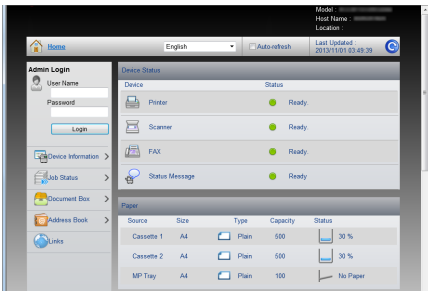 Model :
Host Name :
Location :
Home
English
Auto-refresh
Last Updated :
2013/11/01 03:49:39
Admin Login
User Name
Password
Login
Device Information
Job Status
Document Box
Address Book
Links
Device Status
Device Status
Printer Ready.
Scanner Ready.
FAX Ready.
Status Message Ready
Paper
Source Size Type Capacity Status
Cassette 1 A4 Plain 500 30 %
Cassette 2 A4 Plain 500 30 %
MP Tray A4 Plain 100 No Paper